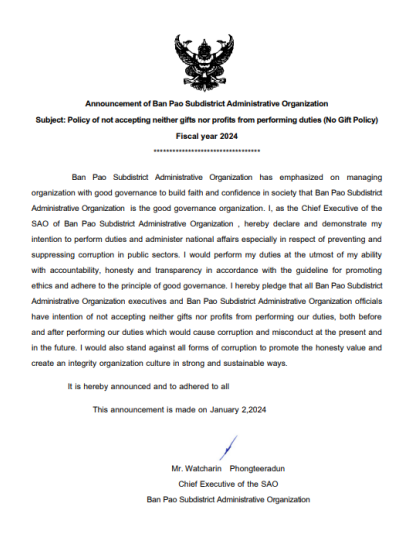 Announcement of Ban Pao Subdistrict Administrative Organization
Subject: Policy of not accepting neither gifts nor profits from performing duties (No Gift Policy)
Fiscal year 2024
**********************************
Ban Pao Subdistrict Administrative Organization has emphasized on managing
organization with good governance to build faith and confidence in society that Ban Pao Subdistrict
Administrative Organization is the good governance organization. I, as the Chief Executive of the
SAO of Ban Pao Subdistrict Administrative Organization , hereby declare and demonstrate my
intention to perform duties and administer national affairs especially in respect of preventing and
suppressing corruption in public sectors. I would perform my duties at the utmost of my ability
with accountability, honesty and transparency in accordance with the guideline for promoting
ethics and adhere to the principle of good governance. I hereby pledge that all Ban Pao Subdistrict
Administrative Organization executives and Ban Pao Subdistrict Administrative Organization officials
have intention of not accepting neither gifts nor profits from performing our duties, both before
and after performing our duties which would cause corruption and misconduct at the present and
in the future. I would also stand against all forms of corruption to promote the honesty value and
create an integrity organization culture in strong and sustainable ways.
It is hereby announced and to adhered to all
This announcement is made on January 2,2024
Mr. Watcharin Phongteeradun
Chief Executive of the SAO
Ban Pao Subdistrict Administrative Organization